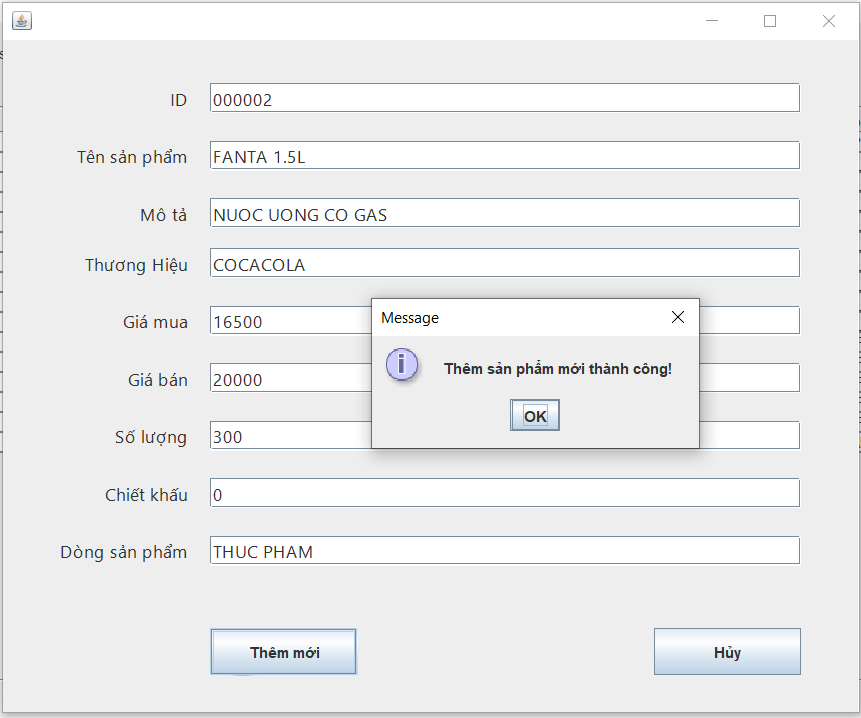 ID 000002
Tên sản phẩm FANTA 1.5L
Mô tả NUOC UONG CO GAS
Thương Hiệu COCACOLA
Giá mua 16500
Message
Giá bán 20000
Thêm sản phẩm mới thành công!
OK
Số lượng 300
Chiết khấu 0
Dòng sản phẩm THUC PHAM
Thêm mới Hủy